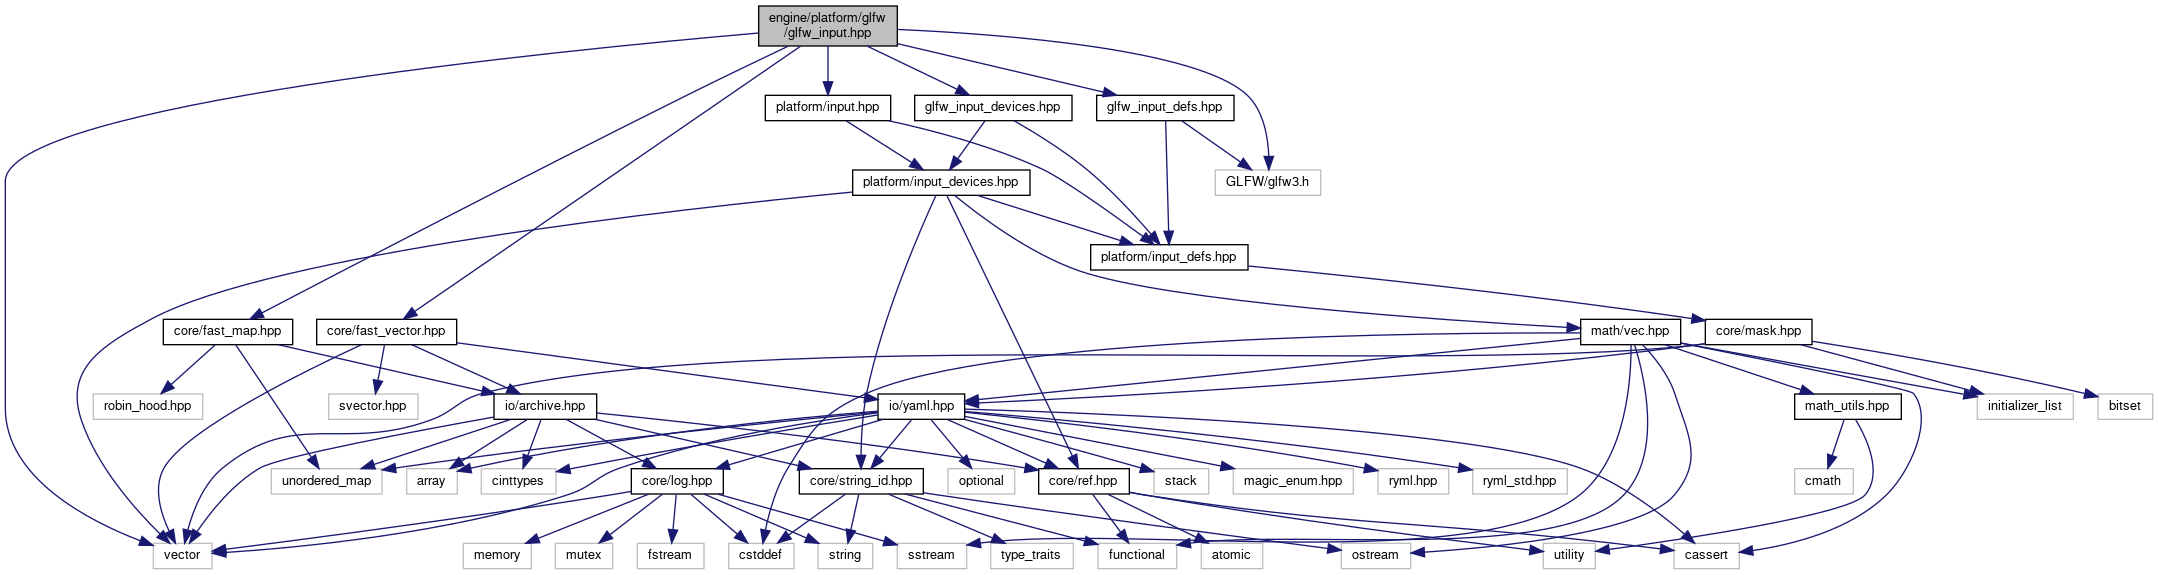 engine/platform/glfw
/glfw_input.hpp
platform/input.hpp
glfw_input_devices.hpp
glfw_input_defs.hpp
platform/input_devices.hpp
GLFW/glfw3.h
platform/input_defs.hpp
core/fast_map.hpp
core/fast_vector.hpp
math/vec.hpp
core/mask.hpp
robin_hood.hpp
svector.hpp
io/archive.hpp
io/yaml.hpp
math_utils.hpp
initializer_list
bitset
unordered_map
array
cinttypes
core/log.hpp
core/string_id.hpp
optional
core/ref.hpp
stack
magic_enum.hpp
ryml.hpp
ryml_std.hpp
cmath
vector
memory
mutex
fstream
cstddef
string
sstream
type_traits
functional
atomic
ostream
utility
cassert